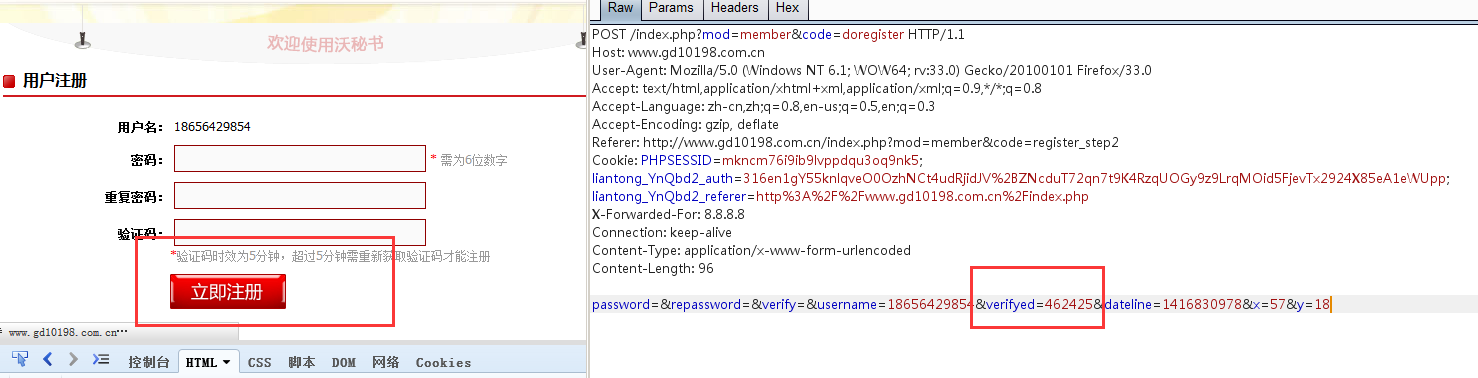 欢迎使用沃秘书
用户注册
用户名: 18656429854
密码: * 需为6位数字
重复密码:
验证码:
*验证码时效为5分钟，超过5分钟需重新获取验证码才能注册
立即注册
www.gd10198.com.cn…
控制台 HTML CSS 脚本 DOM 网络 Cookies
Raw Params Headers Hex
POST /index.php?mod=member&code=doregister HTTP/1.1
Host: www.gd10198.com.cn
User-Agent: Mozilla/5.0 (Windows NT 6.1; WOW64; rv:33.0) Gecko/20100101 Firefox/33.0
Accept: text/html,application/xhtml+xml,application/xml;q=0.9,*/*;q=0.8
Accept-Language: zh-cn,zh;q=0.8,en-us;q=0.5,en;q=0.3
Accept-Encoding: gzip, deflate
Referer: http://www.gd10198.com.cn/index.php?mod=member&code=register_step2
Cookie: PHPSESSID=mkncm76i9ib9lvppdqu3oq9nk5;
liantong_YnQbd2_auth=316en1gY55knlqveO0OzhNCt4udRjidJV%2BZNcduT72qn7t9K4RzqUOGy9z9LrqMOid5FjevTx2924X85eA1eWUpp;
liantong_YnQbd2_referer=http%3A%2F%2Fwww.gd10198.com.cn%2Findex.php
X-Forwarded-For: 8.8.8.8
Connection: keep-alive
Content-Type: application/x-www-form-urlencoded
Content-Length: 96
password=&repassword=&verify=&username=18656429854&verifyed=462425&dateline=1416830978&x=57&y=18